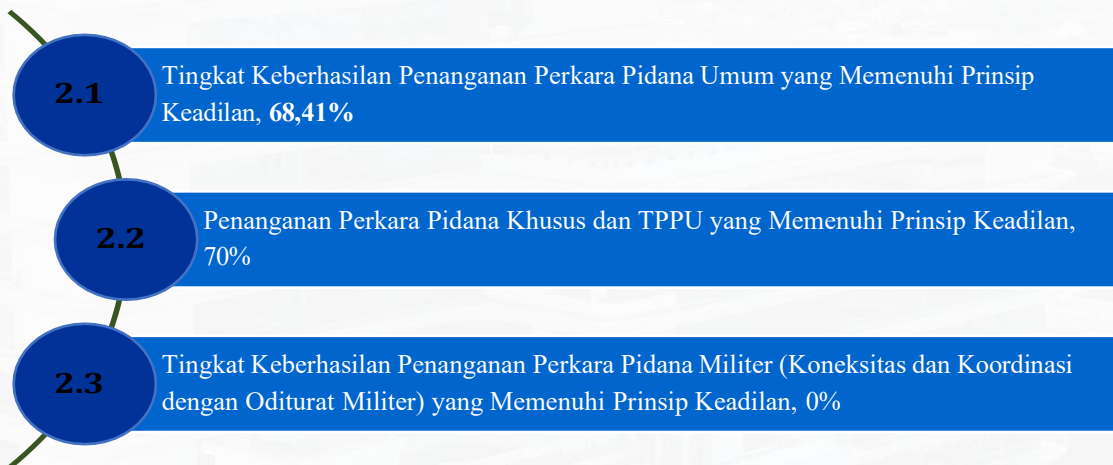 2.1
Tingkat Keberhasilan Penanganan Perkara Pidana Umum yang Memenuhi Prinsip
Keadilan, 68,41%
2.2
Penanganan Perkara Pidana Khusus dan TPPU yang Memenuhi Prinsip Keadilan,
70%
2.3
Tingkat Keberhasilan Penanganan Perkara Pidana Militer (Koneksitas dan Koordinasi
dengan Oditurat Militer) yang Memenuhi Prinsip Keadilan, 0%